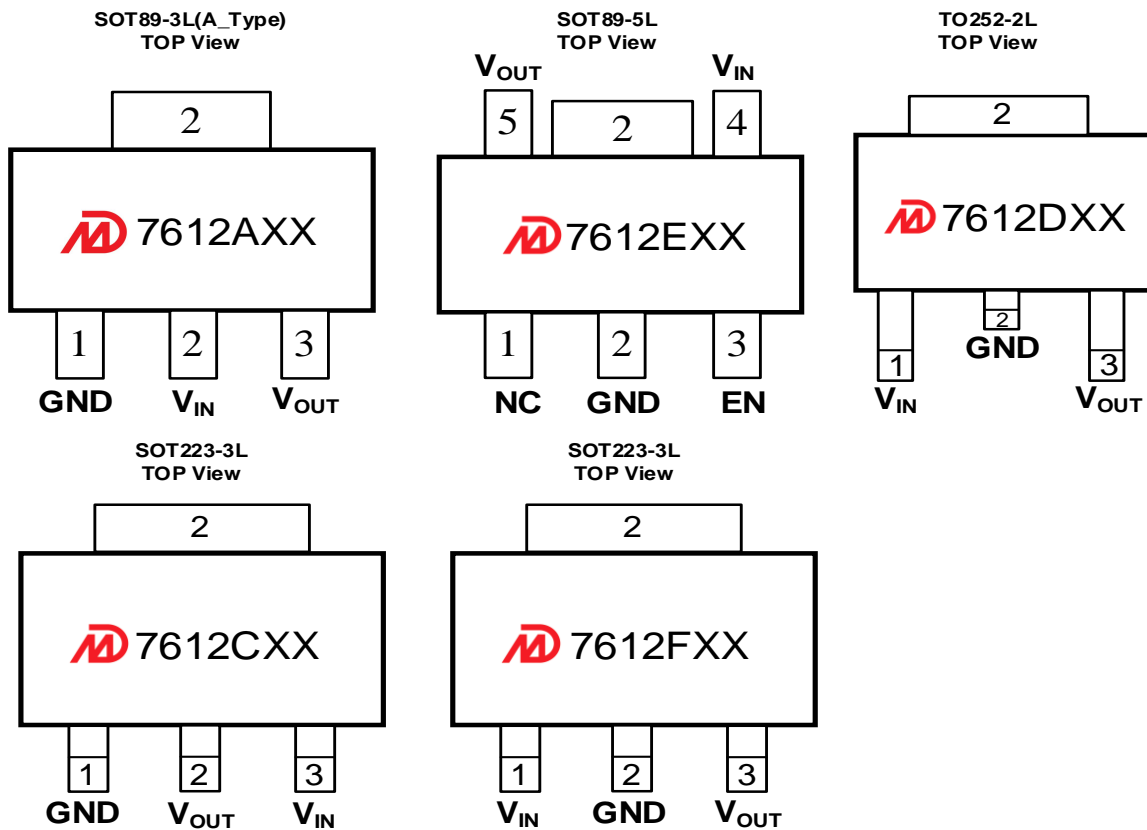 SOT89-3L(A_Type)
TOP View
2
7612AXX
1 2 3
GND VIN VOUT
SOT89-5L
TOP View
VOUT VIN
5 2 4
7612EXX
1 2 3
NC GND EN
TO252-2L
TOP View
2
7612DXX
1 2 3
VIN GND VOUT
SOT223-3L
TOP View
2
7612CXX
1 2 3
GND VOUT VIN
SOT223-3L
TOP View
2
7612FXX
1 2 3
VIN GND VOUT